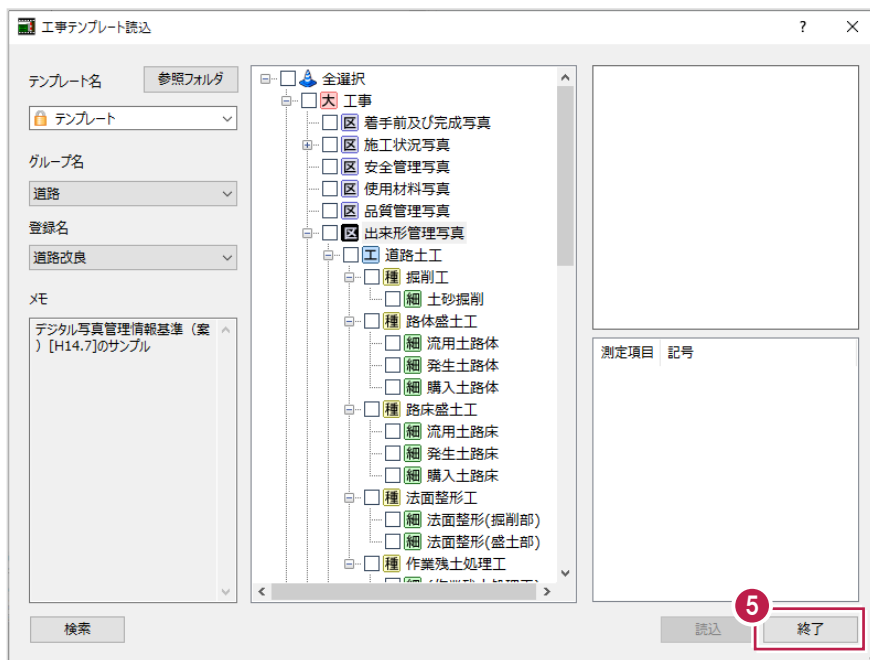 工事テンプレート読込
? ×
テンプレート名
参照フォルダ
テンプレート
グループ名
道路
登録名
道路改良
メモ
デジタル写真管理情報基準（案
）[H14.7]のサンプル
全選択
大 工事
区 着手前及び完成写真
区 施工状況写真
区 安全管理写真
区 使用材料写真
区 品質管理写真
区 出来形管理写真
工 道路土工
種 掘削工
細 土砂掘削
種 路体盛土工
細 流用土路体
細 発生土路体
細 購入土路体
種 路床盛土工
細 流用土路床
細 発生土路床
細 購入土路床
種 法面整形工
細 法面整形(掘削部)
細 法面整形(盛土部)
種 作業残土処理工
測定項目 記号
検索
5
読込
終了